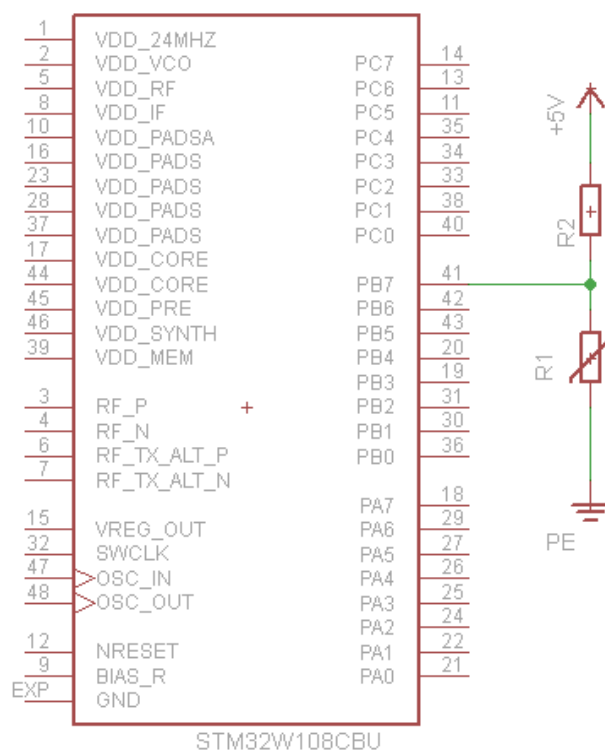 1 VDD_24MHZ
2 VDD_VCO PC7 14
5 VDD_RF PC6 13
8 VDD_IF PC5 11
10 VDD_PADSA PC4 35
16 VDD_PADS PC3 34
23 VDD_PADS PC2 33
28 VDD_PADS PC1 38
37 VDD_PADS PC0 40
17 VDD_CORE
44 VDD_CORE PB7 41
45 VDD_PRE PB6 42
46 VDD_SYNTH PB5 43
39 VDD_MEM PB4 20
PB3 19
3 RF_P PB2 31
4 RF_N PB1 30
6 RF_TX_ALT_P PB0 36
7 RF_TX_ALT_N
PA7 18
15 VREG_OUT PA6 29
32 SWCLK PA5 27
47 OSC_IN PA4 26
48 OSC_OUT PA3 25
PA2 24
12 NRESET PA1 22
9 BIAS_R PA0 21
EXP GND
STM32W108CBU
+5V
R2
R1
PE